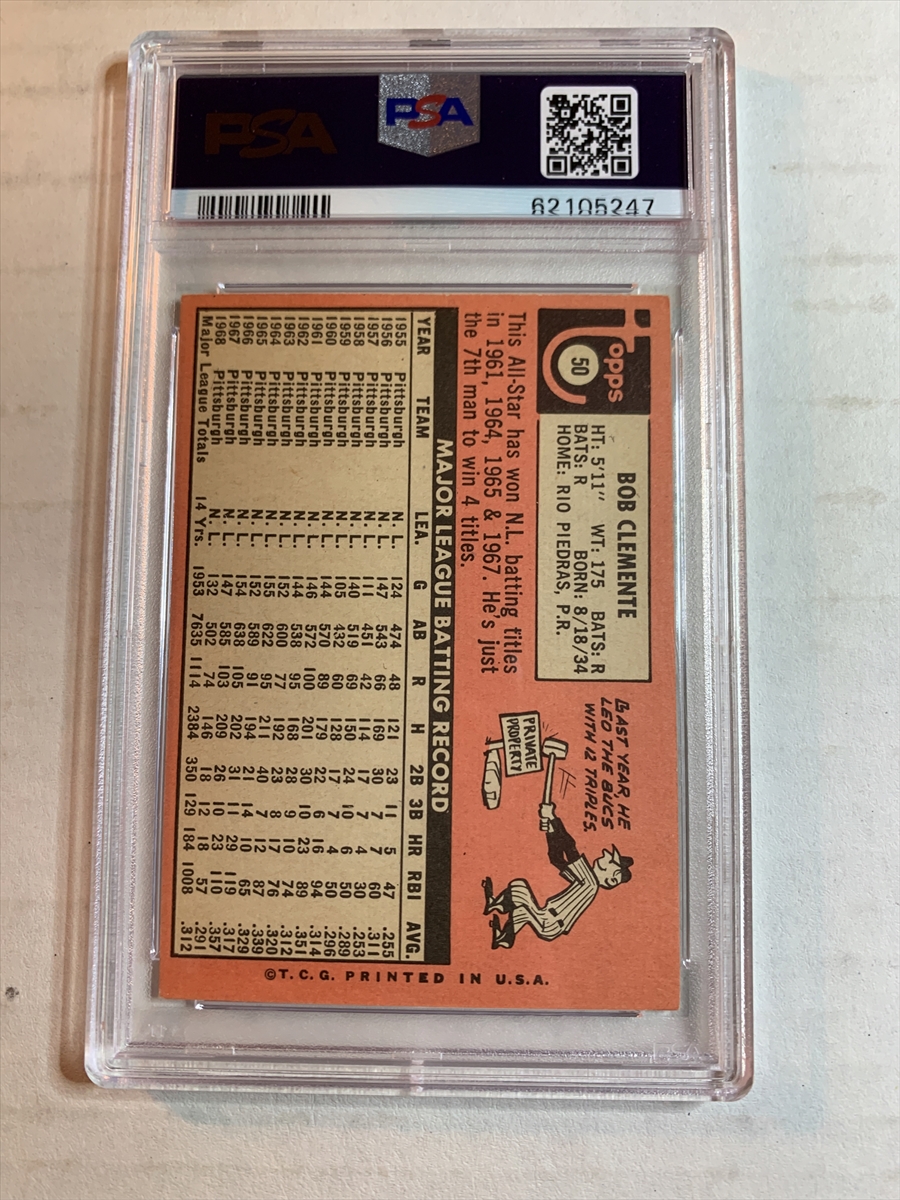 PSA
PSA
62105247
Topps
50
BOB CLEMENTE
HT: 5'11" WT: 175 BATS: R
BATS: R BORN: 8/18/34
HOME: RIO PIEDRAS, P.R.
This All-Star has won N.L. batting titles
in 1961, 1964, 1965 & 1967. He's just
the 7th man to win 4 titles.
LAST YEAR, HE
LED THE BUCS
WITH 12 TRIPLES.
PRIVATE
PROPERTY
MAJOR LEAGUE BATTING RECORD
YEAR TEAM LEA. G AB R H 2B 3B HR RBI AVG.
1955 Pittsburgh N. L. 124 474 48 121 23 11 5 47 .255
1956 Pittsburgh N. L. 147 543 66 169 30 7 7 60 .311
1957 Pittsburgh N. L. 111 451 42 114 17 7 4 30 .253
1958 Pittsburgh N. L. 140 519 69 150 24 10 6 50 .289
1959 Pittsburgh N. L. 105 432 60 128 17 7 4 50 .296
1960 Pittsburgh N. L. 144 570 89 179 22 6 16 94 .314
1961 Pittsburgh N. L. 146 572 100 201 30 10 23 89 .351
1962 Pittsburgh N. L. 144 538 95 168 28 9 10 74 .312
1963 Pittsburgh N. L. 152 600 77 192 23 8 17 76 .320
1964 Pittsburgh N. L. 155 622 95 211 40 7 12 87 .339
1965 Pittsburgh N. L. 152 589 91 194 21 14 10 65 .329
1966 Pittsburgh N. L. 154 638 105 202 31 11 29 119 .317
1967 Pittsburgh N. L. 147 585 103 209 26 10 23 110 .357
1968 Pittsburgh N. L. 132 502 74 146 18 12 18 57 .291
Major League Totals 14 Yrs. 1953 7635 1114 2384 350 129 184 1008 .312
©T.C.G. PRINTED IN U.S.A.